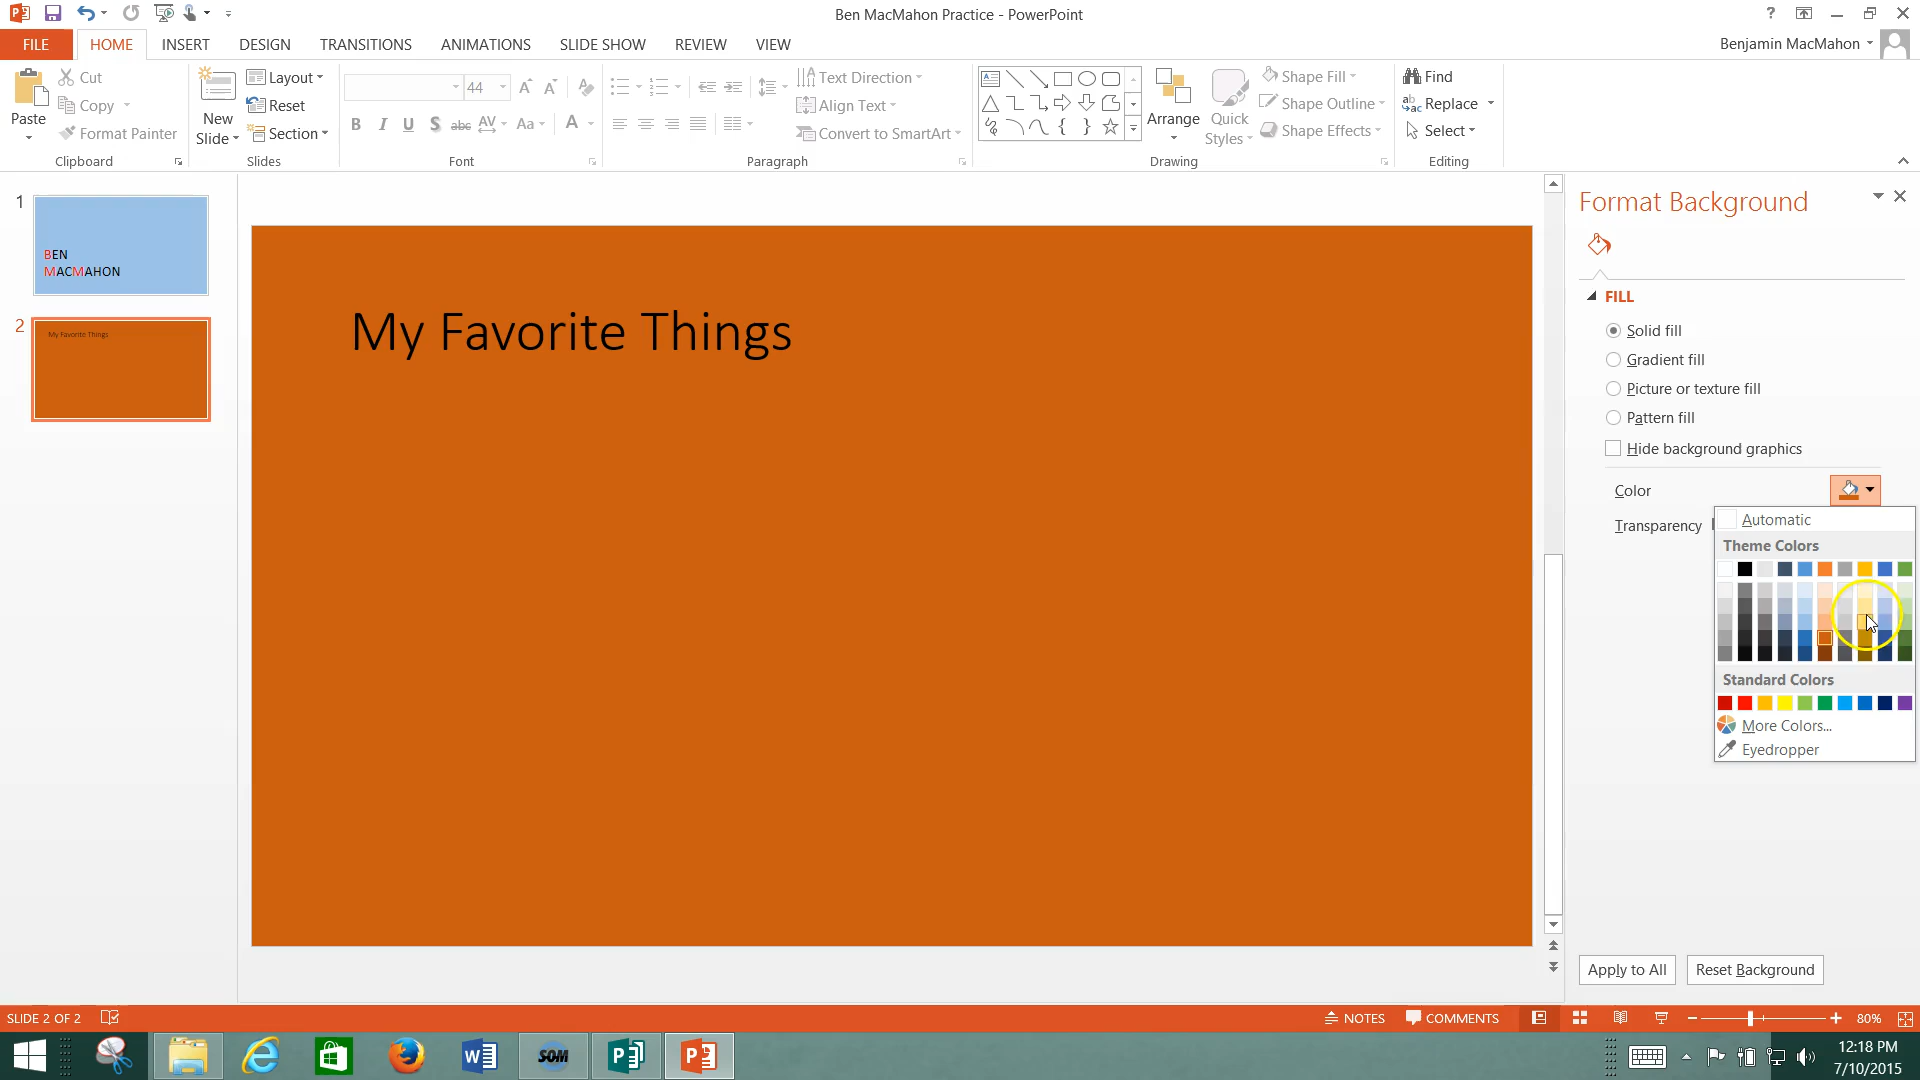 Ben MacMahon Practice - PowerPoint
FILE HOME INSERT DESIGN TRANSITIONS ANIMATIONS SLIDE SHOW REVIEW VIEW
Benjamin MacMahon
Paste
Cut
Copy
Format Painter
Clipboard
New
Slide
Layout
Reset
Section
Slides
44
Font
Text Direction
Align Text
Convert to SmartArt
Paragraph
Arrange
Quick
Styles
Shape Fill
Shape Outline
Shape Effects
Drawing
Find
Replace
Select
Editing
1
BEN
MACMAHON
2
My Favorite Things
My Favorite Things
Format Background
FILL
Solid fill
Gradient fill
Picture or texture fill
Pattern fill
Hide background graphics
Color
Transparency
Automatic
Theme Colors
Standard Colors
More Colors...
Eyedropper
Apply to All
Reset Background
SLIDE 2 OF 2
NOTES
COMMENTS
80%
SOM
12:18 PM
7/10/2015